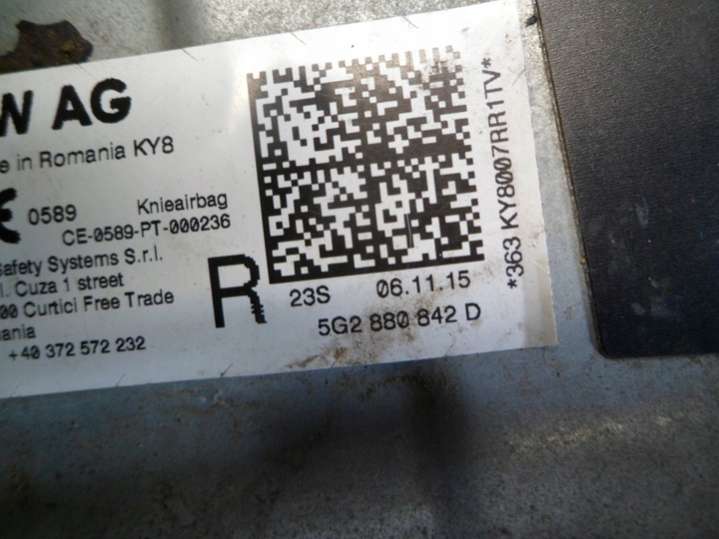 W AG
e in Romania KY8
0589
Knieairbag
CE-0589-PT-000236
Safety Systems S.r.l.
l. Cuza 1 street
00 Curtici Free Trade
ania
+40 372 572 232
R
23S 06.11.15
5G2 880 842 D
*363 KY8007RR1TV*